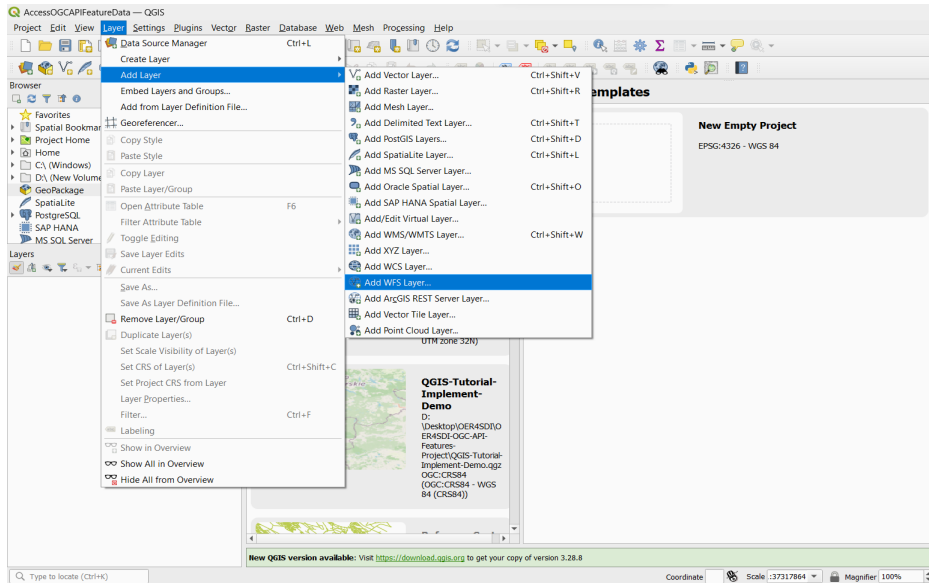 AccessOGCAPIFeatureData — QGIS
Project Edit View Layer Settings Plugins Vector Raster Database Web Mesh Processing Help
Browser
Favorites
Spatial Bookmar
Project Home
Home
C:\ (Windows)
D:\ (New Volume
GeoPackage
SpatiaLite
PostgreSQL
SAP HANA
MS SQL Server
Layers
Data Source Manager Ctrl+L
Create Layer
Add Layer
Embed Layers and Groups...
Add from Layer Definition File...
Georeferencer...
Copy Style
Paste Style
Copy Layer
Paste Layer/Group
Open Attribute Table F6
Filter Attribute Table
Toggle Editing
Save Layer Edits
Current Edits
Save As...
Save As Layer Definition File...
Remove Layer/Group Ctrl+D
Duplicate Layer(s)
Set Scale Visibility of Layer(s)
Set CRS of Layer(s) Ctrl+Shift+C
Set Project CRS from Layer
Layer Properties...
Filter... Ctrl+F
Labeling
Show in Overview
Show All in Overview
Hide All from Overview
Add Vector Layer... Ctrl+Shift+V
Add Raster Layer... Ctrl+Shift+R
Add Mesh Layer...
Add Delimited Text Layer... Ctrl+Shift+T
Add PostGIS Layers... Ctrl+Shift+D
Add SpatiaLite Layer... Ctrl+Shift+L
Add MS SQL Server Layer...
Add Oracle Spatial Layer... Ctrl+Shift+O
Add SAP HANA Spatial Layer...
Add/Edit Virtual Layer...
Add WMS/WMTS Layer... Ctrl+Shift+W
Add XYZ Layer...
Add WCS Layer...
Add WFS Layer...
Add ArcGIS REST Server Layer...
Add Vector Tile Layer...
Add Point Cloud Layer...
emplates
New Empty Project
EPSG:4326 - WGS 84
UTM zone 32N)
QGIS-Tutorial-
Implement-
Demo
D:
\Desktop\OER4SDI\O
ER4SDI-OGC-API-
Features-
Project\QGIS-Tutorial-
Implement-Demo.qgz
OGC:CRS84
(OGC:CRS84 - WGS
84 (CRS84))
New QGIS version available: Visit https://download.qgis.org to get your copy of version 3.28.8
Type to locate (Ctrl+K)
Coordinate Scale :37317864 Magnifier 100%